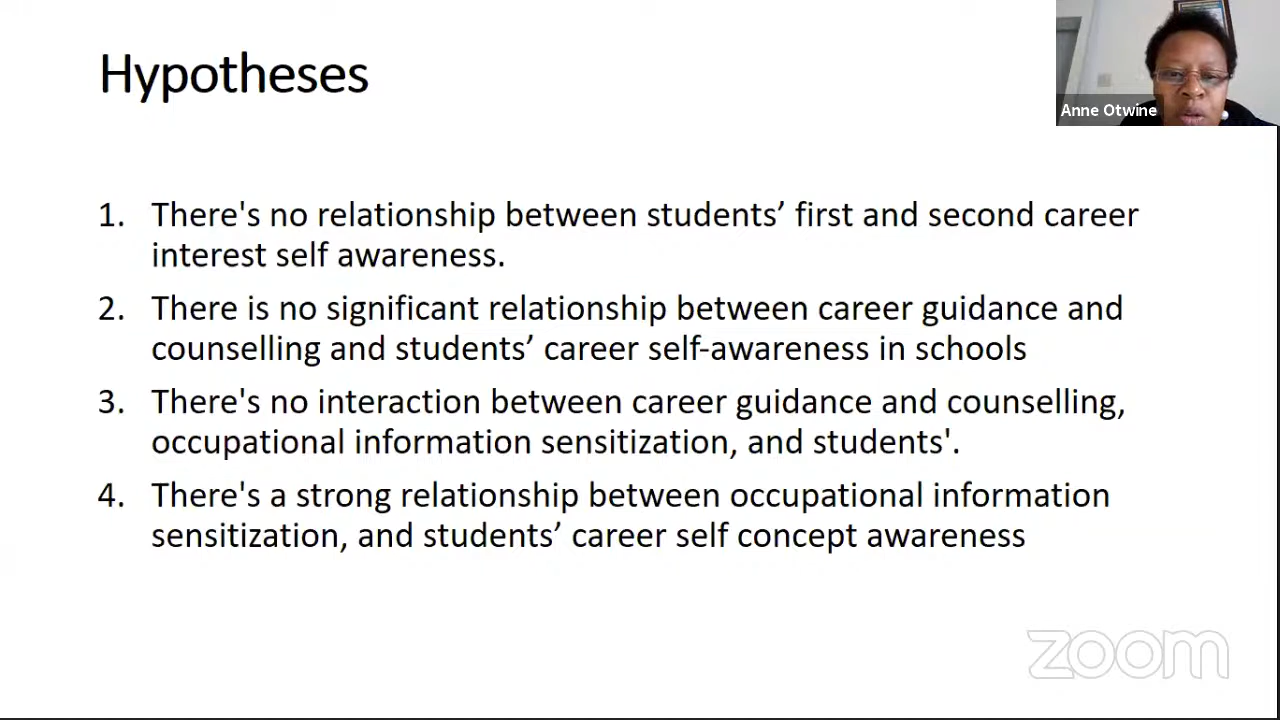 Hypotheses
Anne Otwine
1. There's no relationship between students’ first and second career
interest self awareness.
2. There is no significant relationship between career guidance and
counselling and students’ career self-awareness in schools
3. There's no interaction between career guidance and counselling,
occupational information sensitization, and students'.
4. There's a strong relationship between occupational information
sensitization, and students’ career self concept awareness
zoom